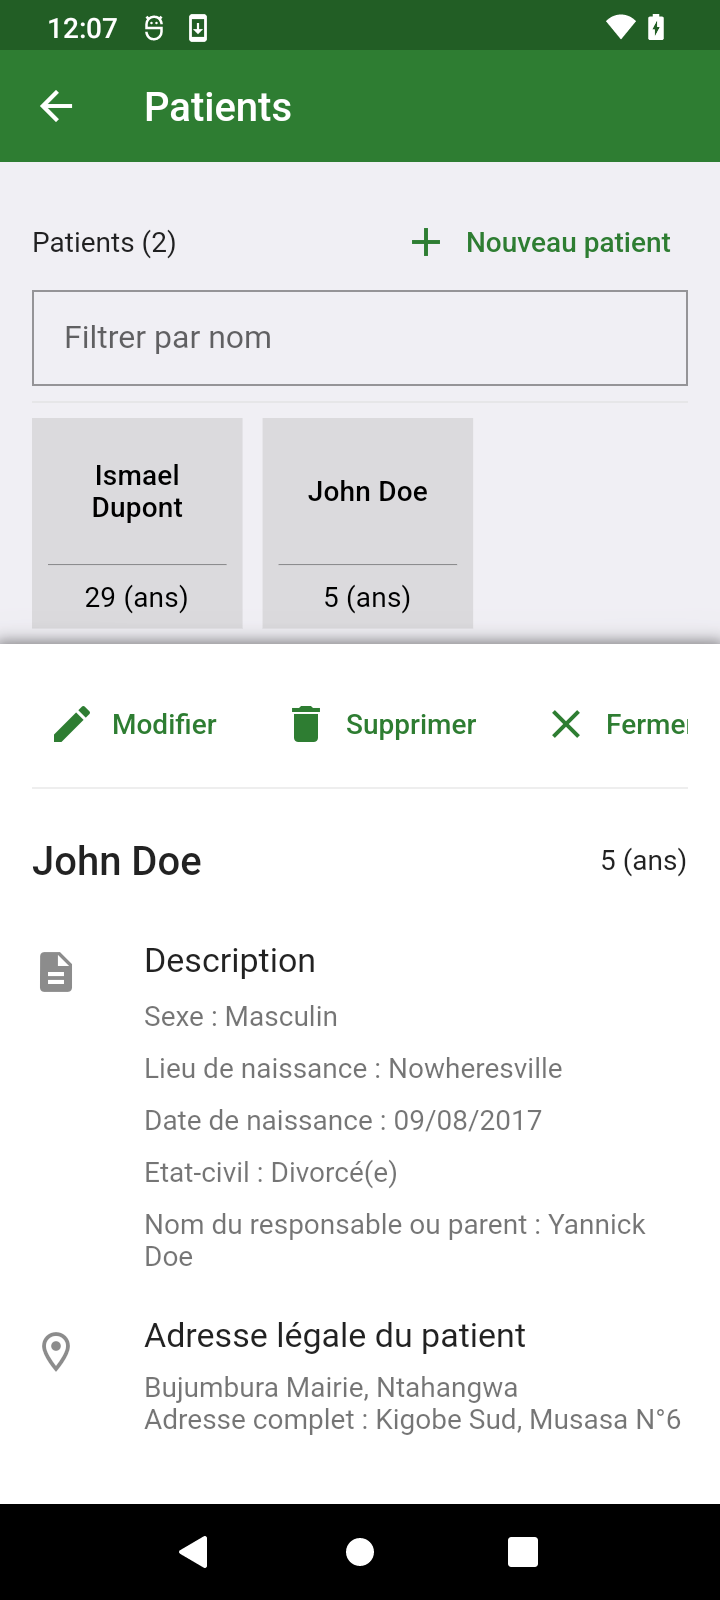 12:07
Patients
Patients (2)
Nouveau patient
Filtrer par nom
Ismael
Dupont
29 (ans)
John Doe
5 (ans)
Modifier
Supprimer
Fermer
John Doe
5 (ans)
Description
Sexe : Masculin
Lieu de naissance : Nowheresville
Date de naissance : 09/08/2017
Etat-civil : Divorcé(e)
Nom du responsable ou parent : Yannick
Doe
Adresse légale du patient
Bujumbura Mairie, Ntahangwa
Adresse complet : Kigobe Sud, Musasa N°6